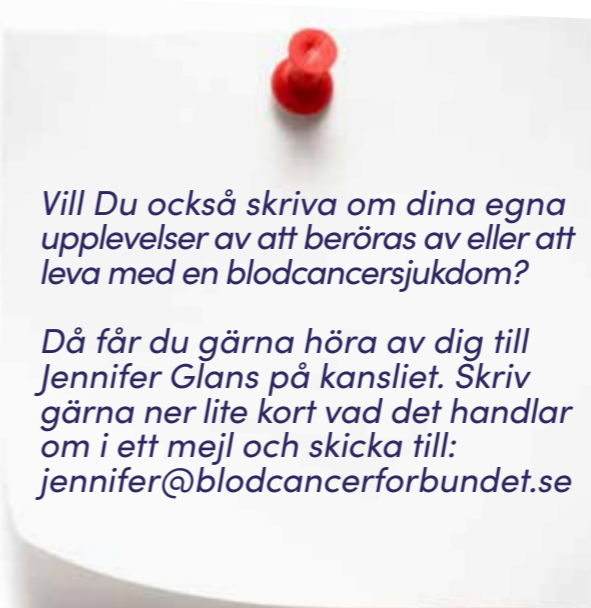 Vill Du också skriva om dina egna
upplevelser av att beröras av eller att
leva med en blodcancersjukdom?
Då får du gärna höra av dig till
Jennifer Glans på kansliet. Skriv
gärna ner lite kort vad det handlar
om i ett mejl och skicka till:
jennifer@blodcancerforbundet.se